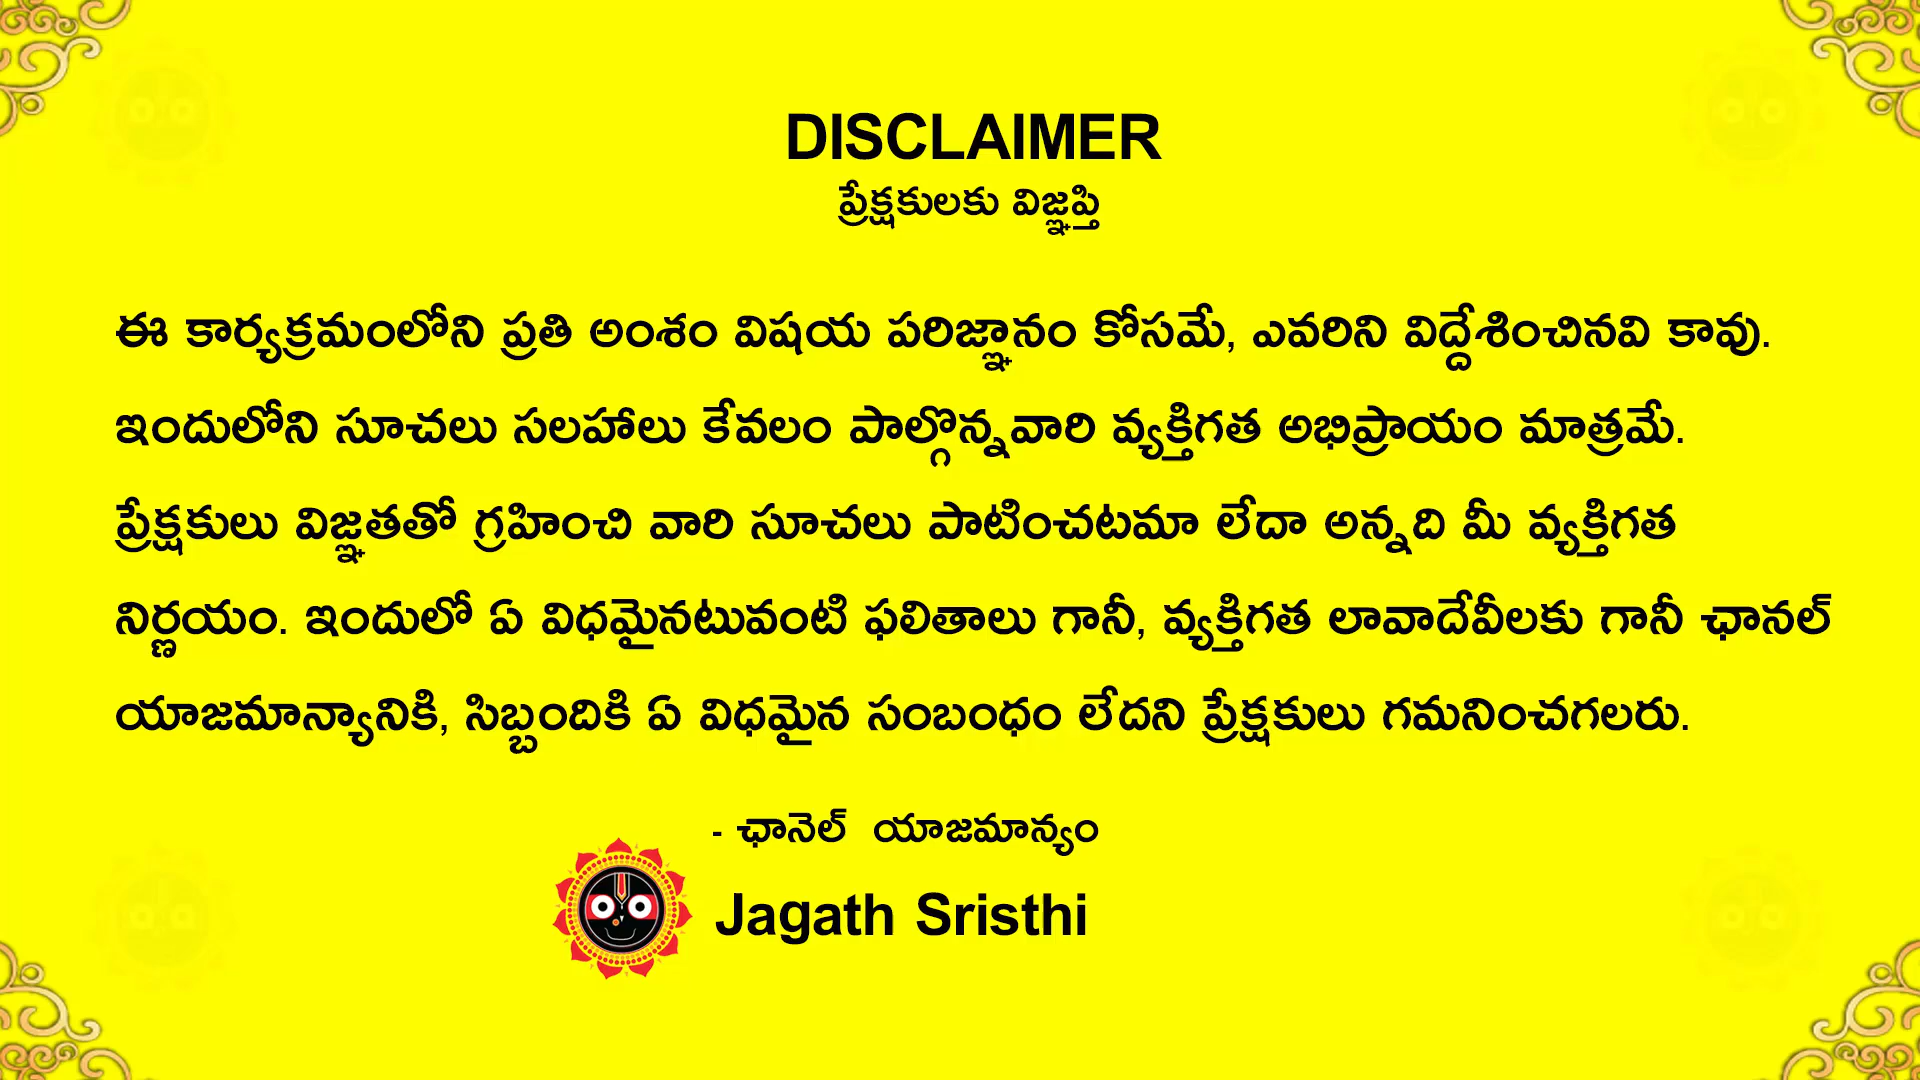 DISCLAIMER
ప్రేక్షకులకు విజ్ఞప్తి
ఈ కార్యక్రమంలోని ప్రతి అంశం విషయ పరిజ్ఞానం కోసమే, ఎవరిని విద్దేశించినవి కావు.
ఇందులోని సూచలు సలహాలు కేవలం పాల్గొన్నవారి వ్యక్తిగత అభిప్రాయం మాత్రమే.
ప్రేక్షకులు విజ్ఞతతో గ్రహించి వారి సూచలు పాటించటమా లేదా అన్నది మీ వ్యక్తిగత
నిర్ణయం. ఇందులో ఏ విధమైనటువంటి ఫలితాలు గానీ, వ్యక్తిగత లావాదేవీలకు గానీ ఛానల్
యాజమాన్యానికి, సిబ్బందికి ఏ విధమైన సంబంధం లేదని ప్రేక్షకులు గమనించగలరు.
- ఛానెల్ యాజమాన్యం
Jagath Sristhi